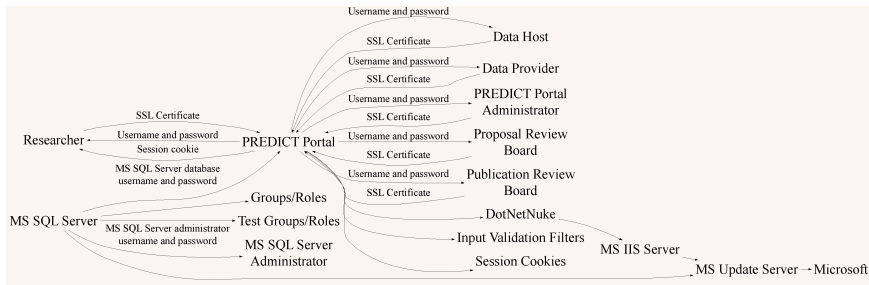 Username and password
Data Host
SSL Certificate
Username and password
Data Provider
SSL Certificate
Username and password
PREDICT Portal
Administrator
SSL Certificate
SSL Certificate
Researcher
Username and password
PREDICT Portal
Username and password
Proposal Review
Board
Session cookie
SSL Certificate
MS SQL Server database
username and password
Username and password
Publication Review
Board
SSL Certificate
Groups/Roles
MS SQL Server
Test Groups/Roles
DotNetNuke
MS SQL Server administrator
username and password
Input Validation Filters
MS SQL Server
Administrator
MS IIS Server
Session Cookies
MS Update Server
Microsoft